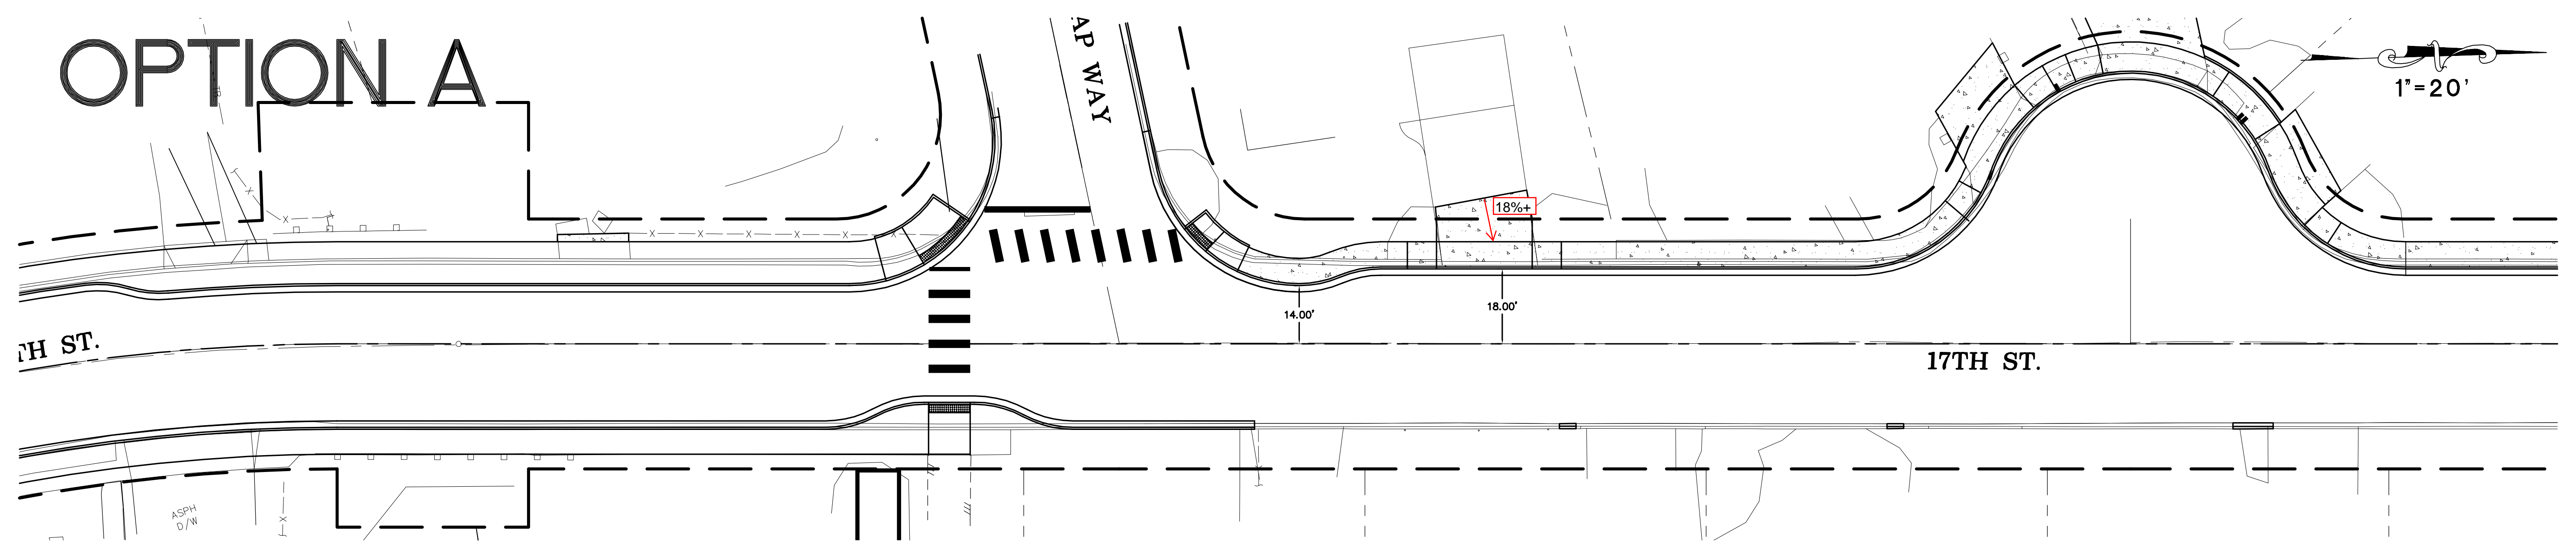 OPTION A
AP WAY
1"=20'
18%+
14.00'
18.00'
TH ST.
17TH ST.
ASPH
D/W